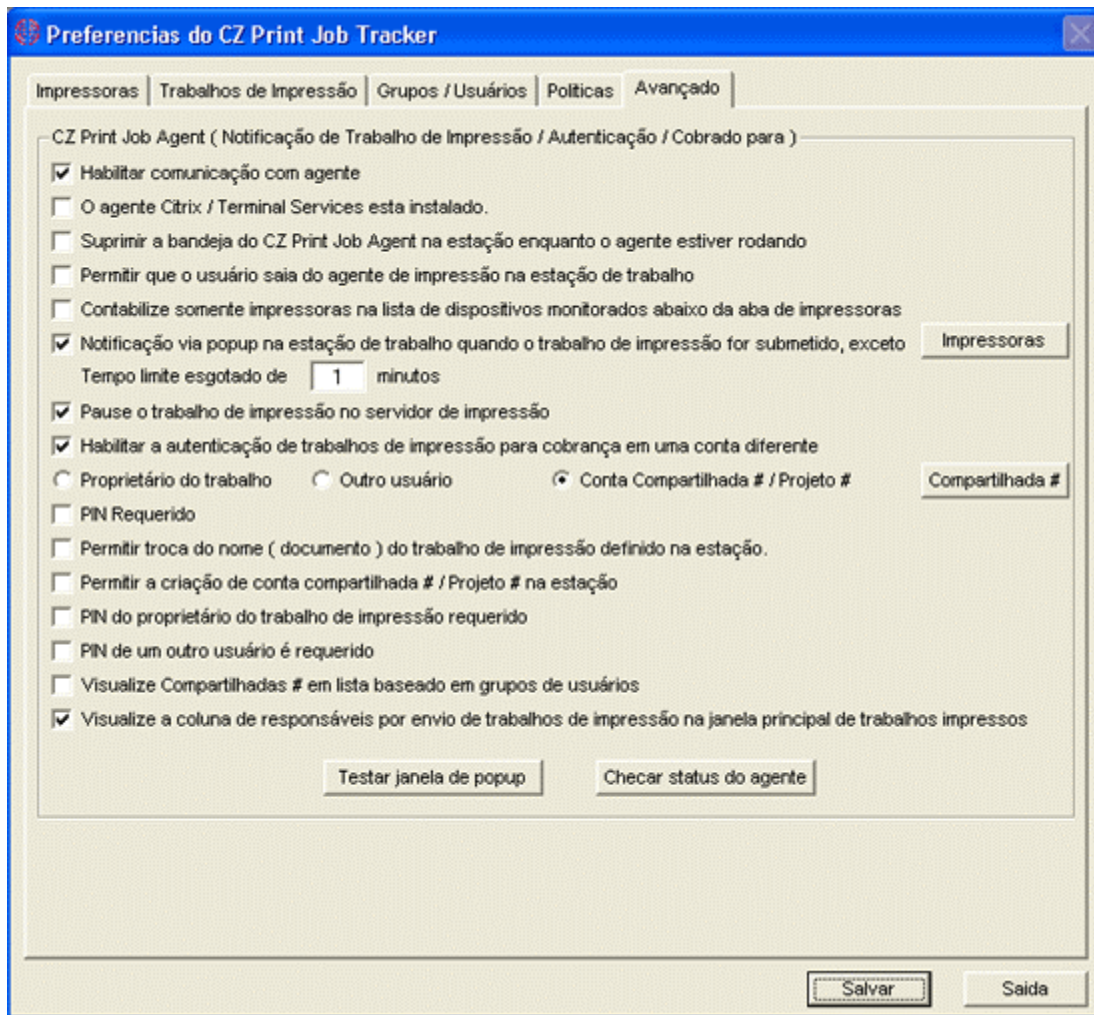 Preferencias do CZ Print Job Tracker
Impressoras Trabalhos de Impressão Grupos / Usuários Politicas Avançado
CZ Print Job Agent ( Notificação de Trabalho de Impressão / Autenticação / Cobrado para )
Habilitar comunicação com agente
O agente Citrix / Terminal Services esta instalado.
Suprimir a bandeja do CZ Print Job Agent na estação enquanto o agente estiver rodando
Permitir que o usuário saia do agente de impressão na estação de trabalho
Contabilize somente impressoras na lista de dispositivos monitorados abaixo da aba de impressoras
Notificação via popup na estação de trabalho quando o trabalho de impressão for submetido, exceto Impressoras
Tempo limite esgotado de 1 minutos
Pause o trabalho de impressão no servidor de impressão
Habilitar a autenticação de trabalhos de impressão para cobrança em uma conta diferente
Proprietário do trabalho Outro usuário Conta Compartilhada # / Projeto # Compartilhada #
PIN Requerido
Permitir troca do nome ( documento ) do trabalho de impressão definido na estação.
Permitir a criação de conta compartilhada # / Projeto # na estação
PIN do proprietário do trabalho de impressão requerido
PIN de um outro usuário é requerido
Visualize Compartilhadas # em lista baseado em grupos de usuários
Visualize a coluna de responsáveis por envio de trabalhos de impressão na janela principal de trabalhos impressos
Testar janela de popup Checar status do agente
Salvar Saida